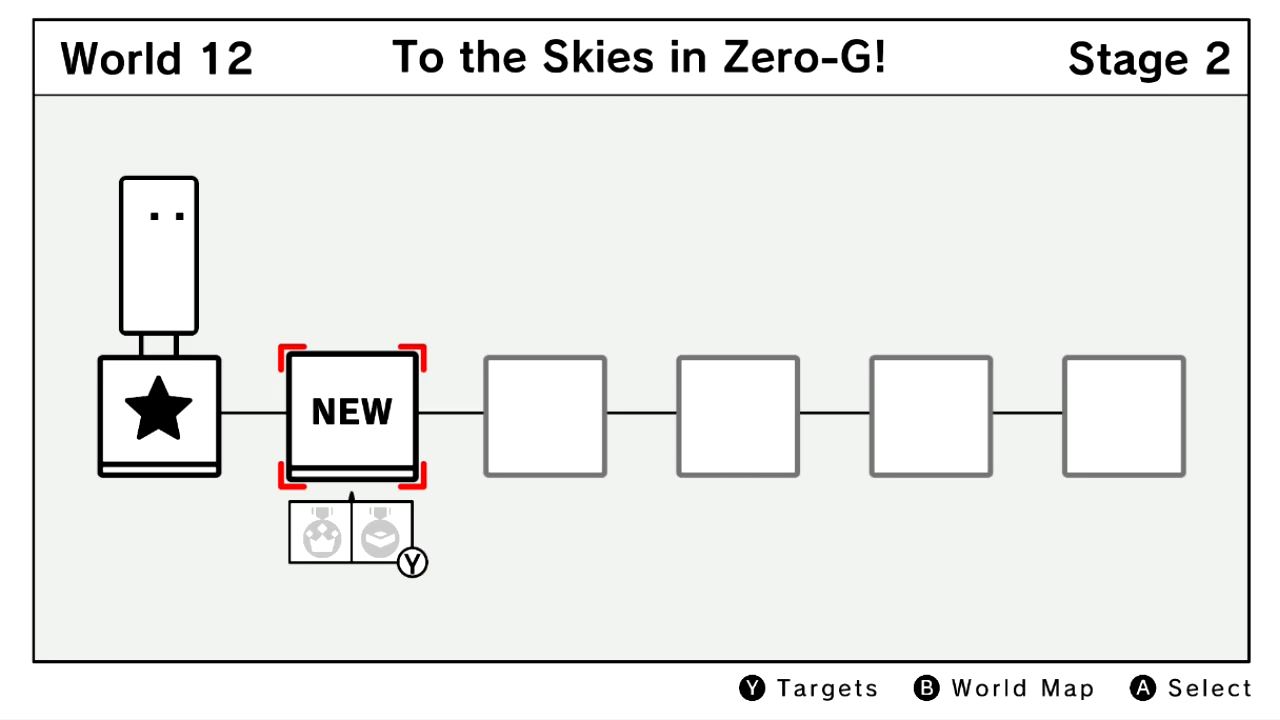 World 12
To the Skies in Zero-G!
Stage 2
NEW
Y
Y Targets
B World Map
A Select